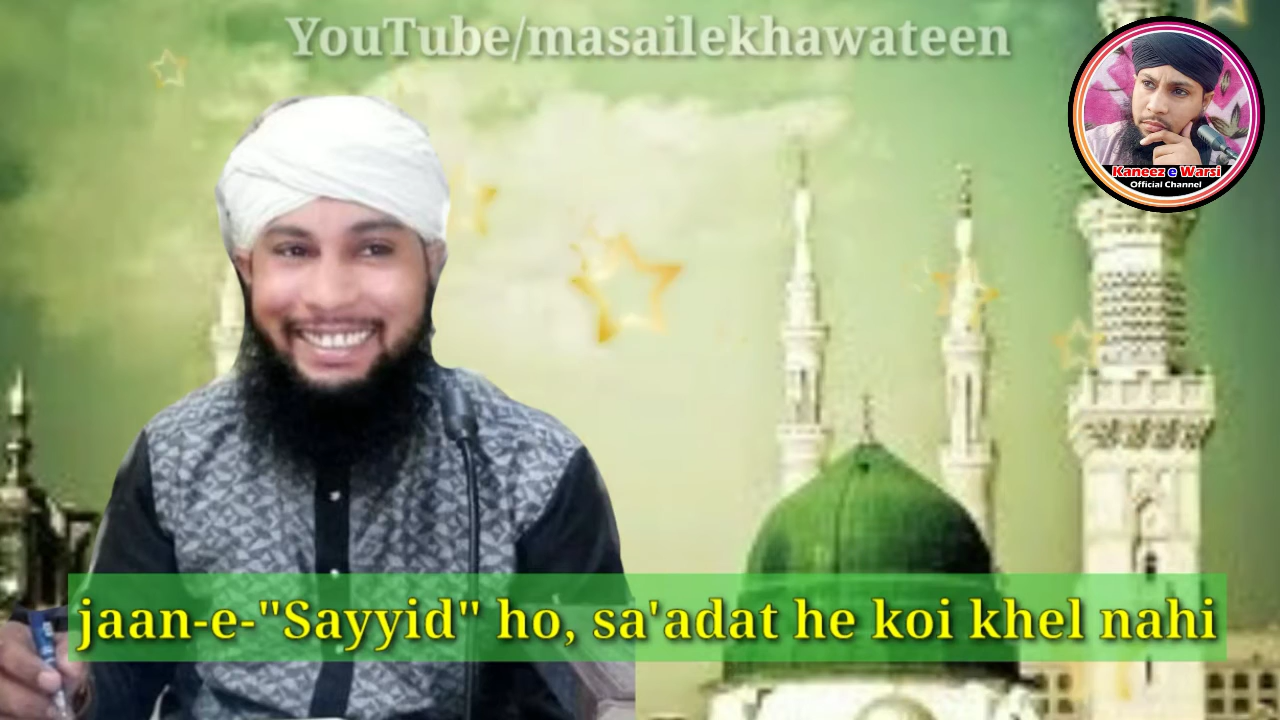 YouTube/masailekhawateen
Kaneez e Warsi
Official Channel
jaan-e-"Sayyid" ho, sa'adat he koi khel nahi